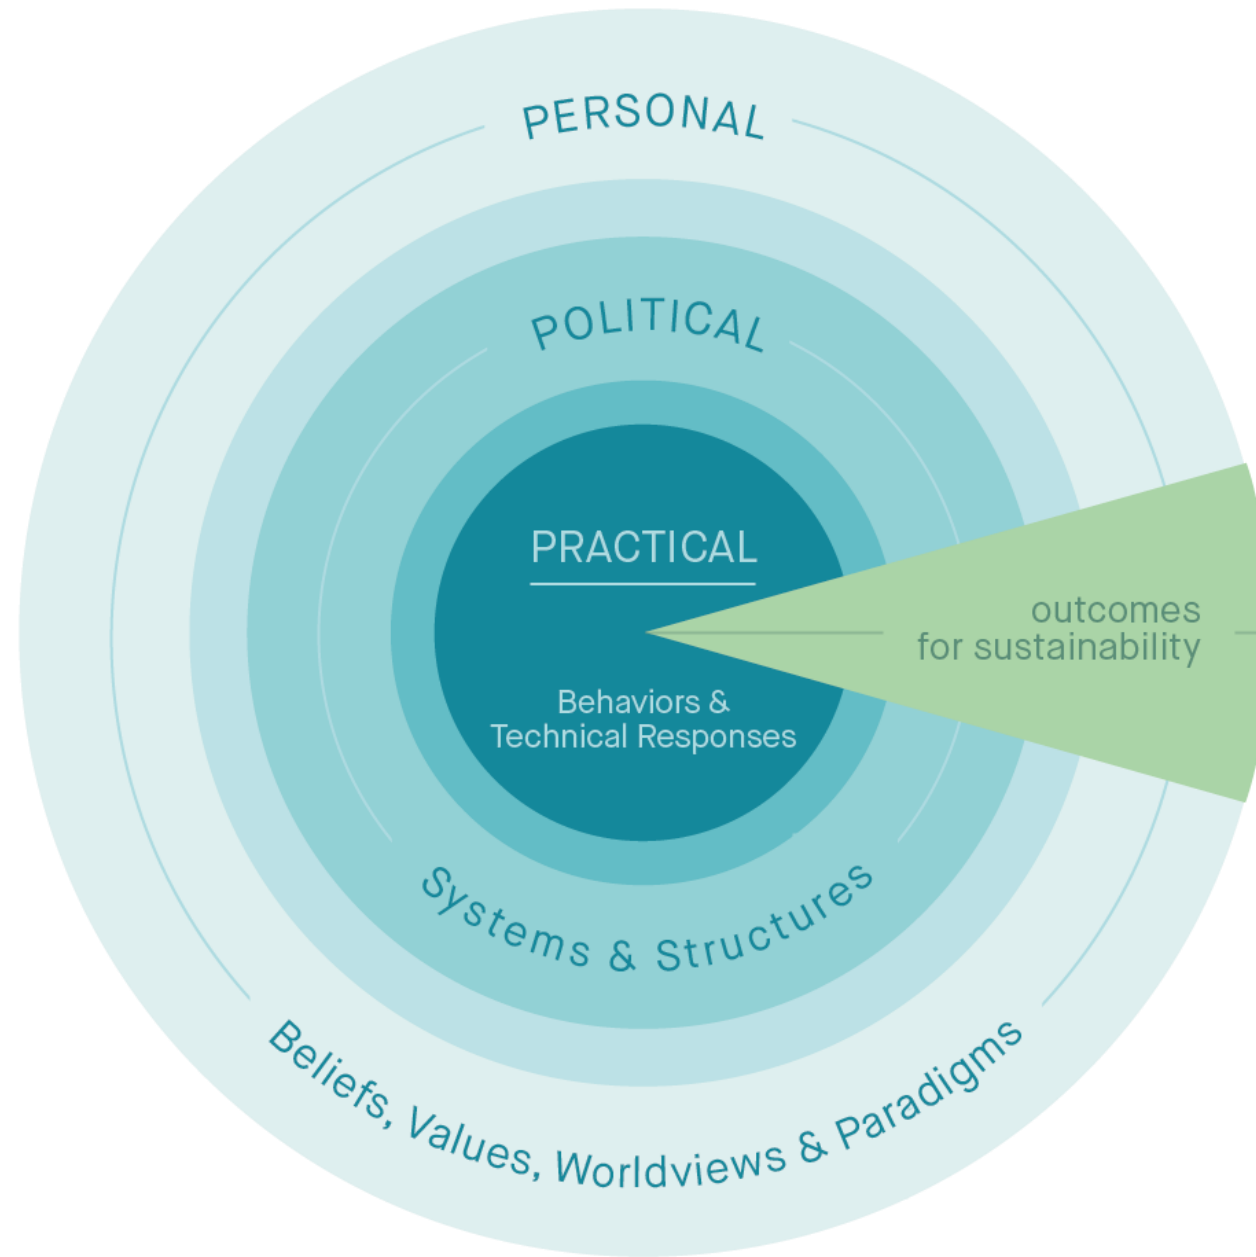 PERSONAL
POLITICAL
PRACTICAL
outcomes
for sustainability
Behaviors &
Technical Responses
Systems & Structures
Beliefs, Values, Worldviews & Paradigms